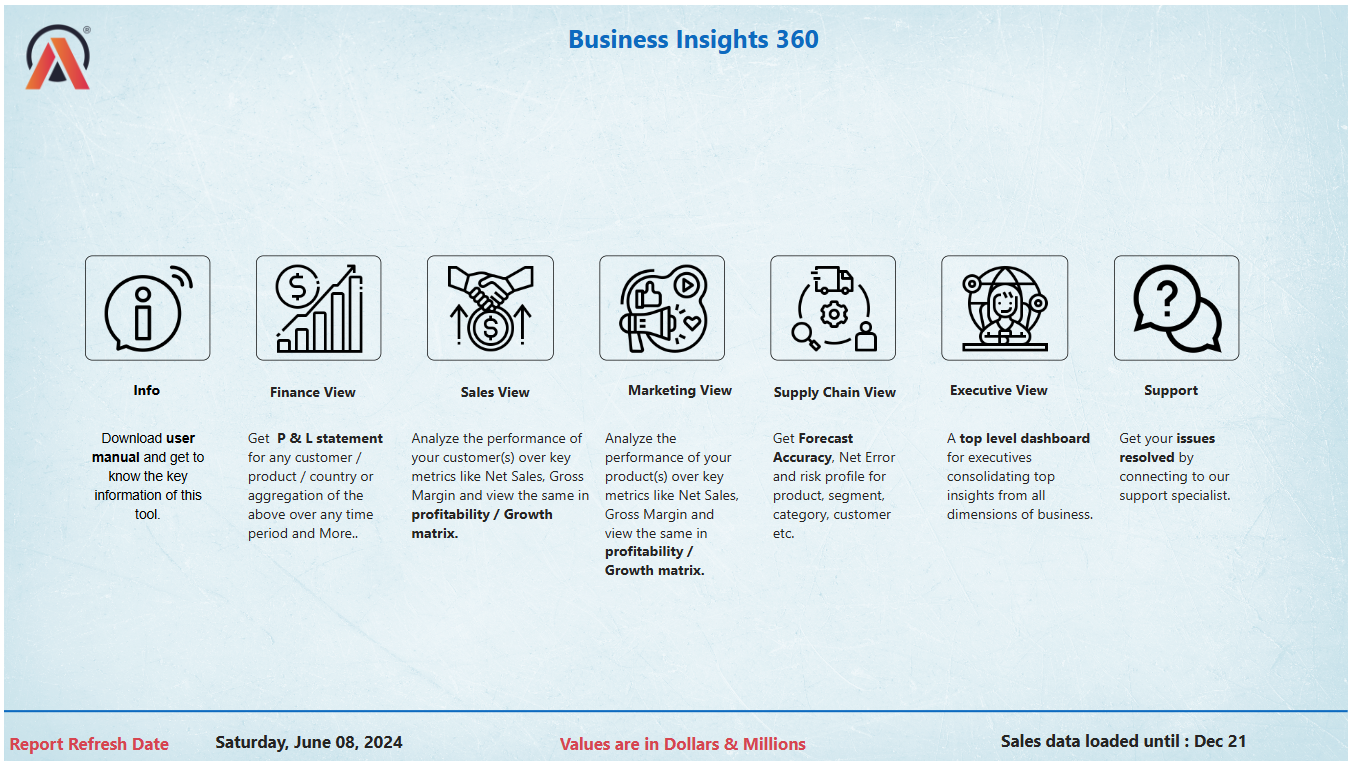 ®
Business Insights 360
Info
Download user
manual and get to
know the key
information of this
tool.
Finance View
Get P & L statement
for any customer /
product / country or
aggregation of the
above over any time
period and More..
Sales View
Analyze the performance of
your customer(s) over key
metrics like Net Sales, Gross
Margin and view the same in
profitability / Growth
matrix.
Marketing View
Analyze the
performance of your
product(s) over key
metrics like Net Sales,
Gross Margin and
view the same in
profitability /
Growth matrix.
Supply Chain View
Get Forecast
Accuracy, Net Error
and risk profile for
product, segment,
category, customer
etc.
Executive View
A top level dashboard
for executives
consolidating top
insights from all
dimensions of business.
Support
Get your issues
resolved by
connecting to our
support specialist.
Report Refresh Date
Saturday, June 08, 2024
Values are in Dollars & Millions
Sales data loaded until : Dec 21